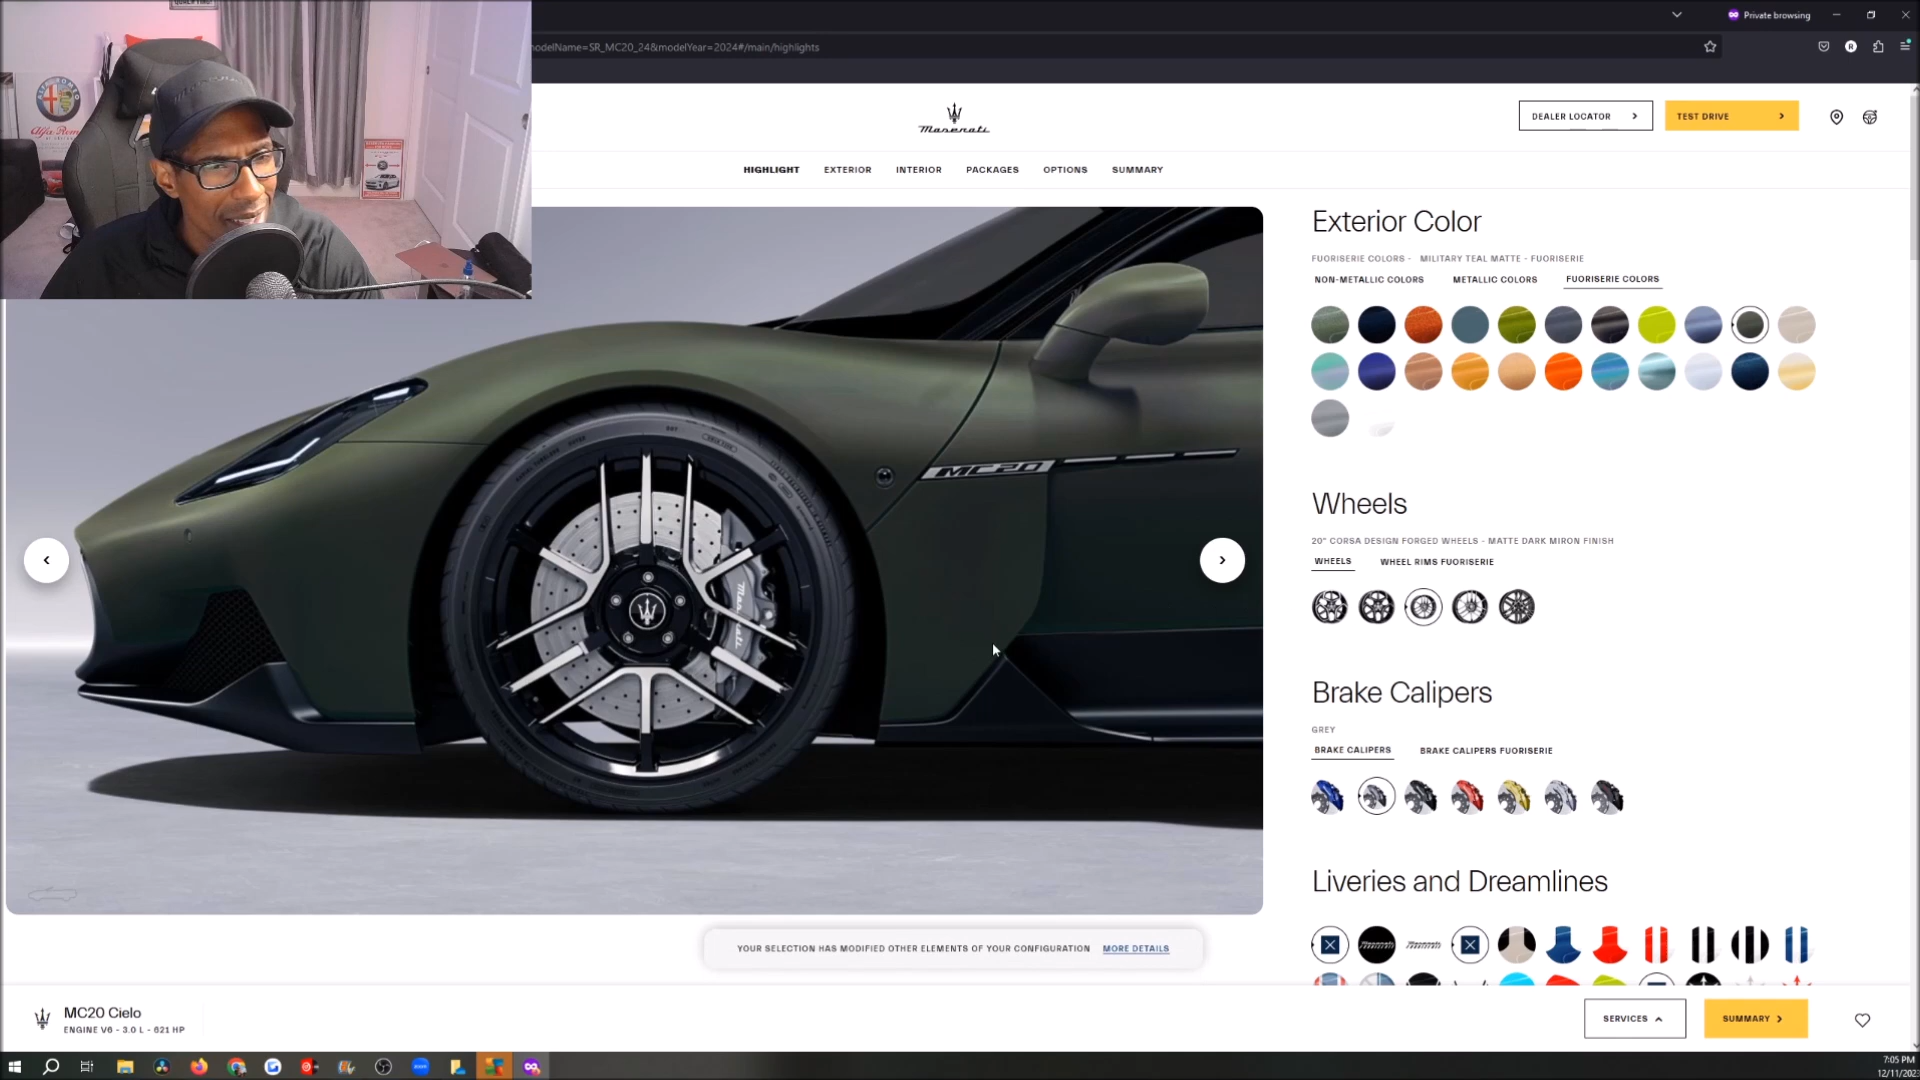 Private browsing
modelName=SR_MC20_24&modelYear=2024#/main/highlights
Maserati
DEALER LOCATOR
TEST DRIVE
HIGHLIGHT
EXTERIOR
INTERIOR
PACKAGES
OPTIONS
SUMMARY
Exterior Color
FUORISERIE COLORS - MILITARY TEAL MATTE - FUORISERIE
NON-METALLIC COLORS
METALLIC COLORS
FUORISERIE COLORS
MC20
Wheels
20" CORSA DESIGN FORGED WHEELS - MATTE DARK MIRON FINISH
WHEELS
WHEEL RIMS FUORISERIE
Maserati
Brake Calipers
GREY
BRAKE CALIPERS
BRAKE CALIPERS FUORISERIE
Liveries and Dreamlines
YOUR SELECTION HAS MODIFIED OTHER ELEMENTS OF YOUR CONFIGURATION MORE DETAILS
MC20 Cielo
ENGINE V6 - 3.0 L - 621 HP
SERVICES
SUMMARY
7:05 PM